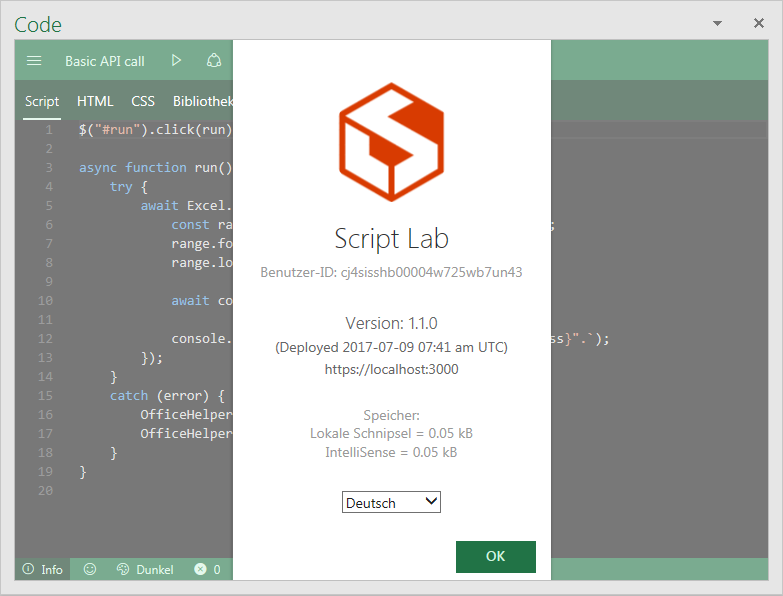 Code
Basic API call
Script HTML CSS Bibliothek
1 $("#run").click(run)
2
3 async function run()
4 try {
5 await Excel.
6 const ra ;
7 range.fo
8 range.lo
9
10 await co
11
12 console. ss}".`);
13 });
14 }
15 catch (error) {
16 OfficeHelper
17 OfficeHelper
18 }
19 }
20
Script Lab
Benutzer-ID: cj4sisshb00004w725wb7un43
Version: 1.1.0
(Deployed 2017-07-09 07:41 am UTC)
https://localhost:3000
Speicher:
Lokale Schnipsel = 0.05 kB
IntelliSense = 0.05 kB
Deutsch
OK
Info Dunkel 0